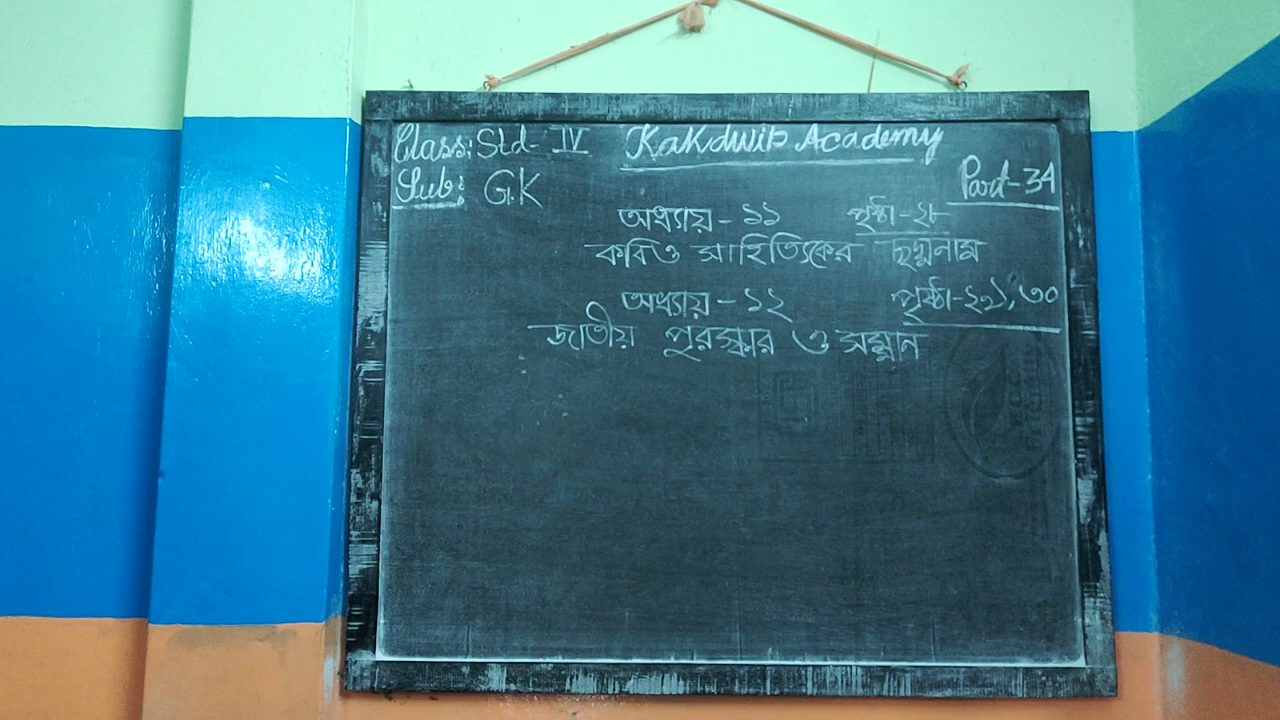 Class: Std- IV Kakdwip Academy
Sub: G.K Part-34
অধ্যায় - ১১ পৃষ্ঠা - ২৮
কবি ও সাহিত্যিকের ছদ্মনাম
অধ্যায় - ১২ পৃষ্ঠা - ২৯, ৩০
জাতীয় পুরস্কার ও সম্মান